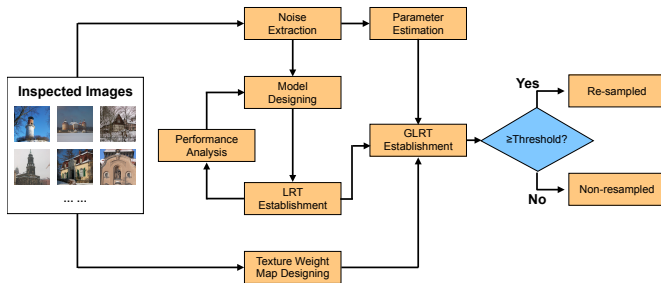 Noise
Extraction
Parameter
Estimation
Inspected Images
... ...
Model
Designing
Performance
Analysis
LRT
Establishment
GLRT
Establishment
≥Threshold?
Yes
No
Re-sampled
Non-resampled
Texture Weight
Map Designing